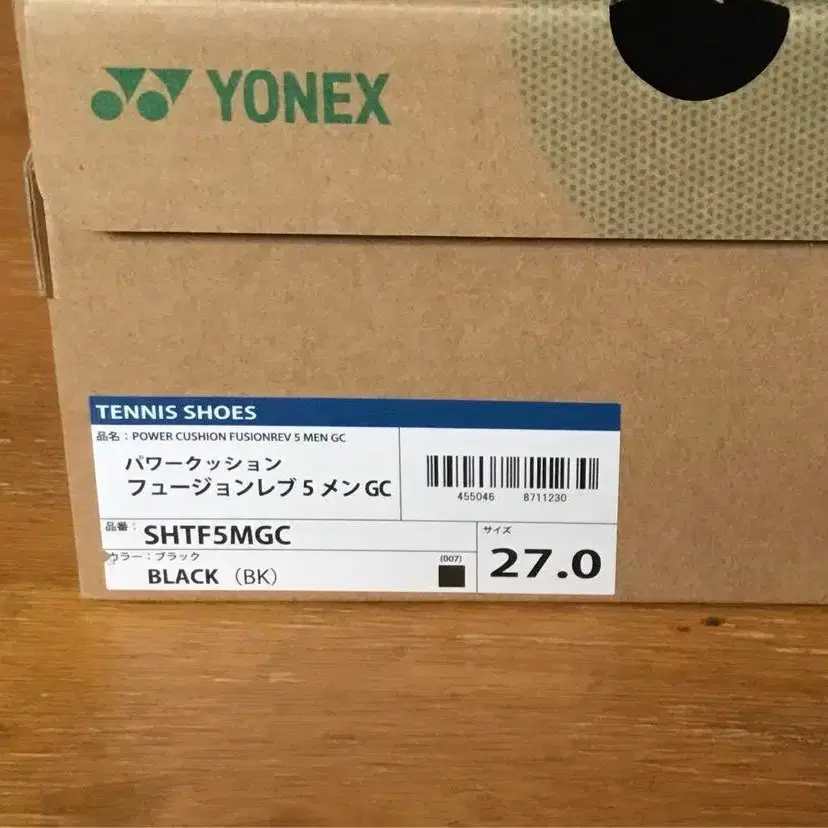 YONEX
TENNIS SHOES
品名：POWER CUSHION FUSIONREV 5 MEN GC
パワークッション
フュージョンレブ 5 メン GC
455046 8711230
品番：
SHTF5MGC
サイズ
27.0
カラー：ブラック
(007)
BLACK（BK）